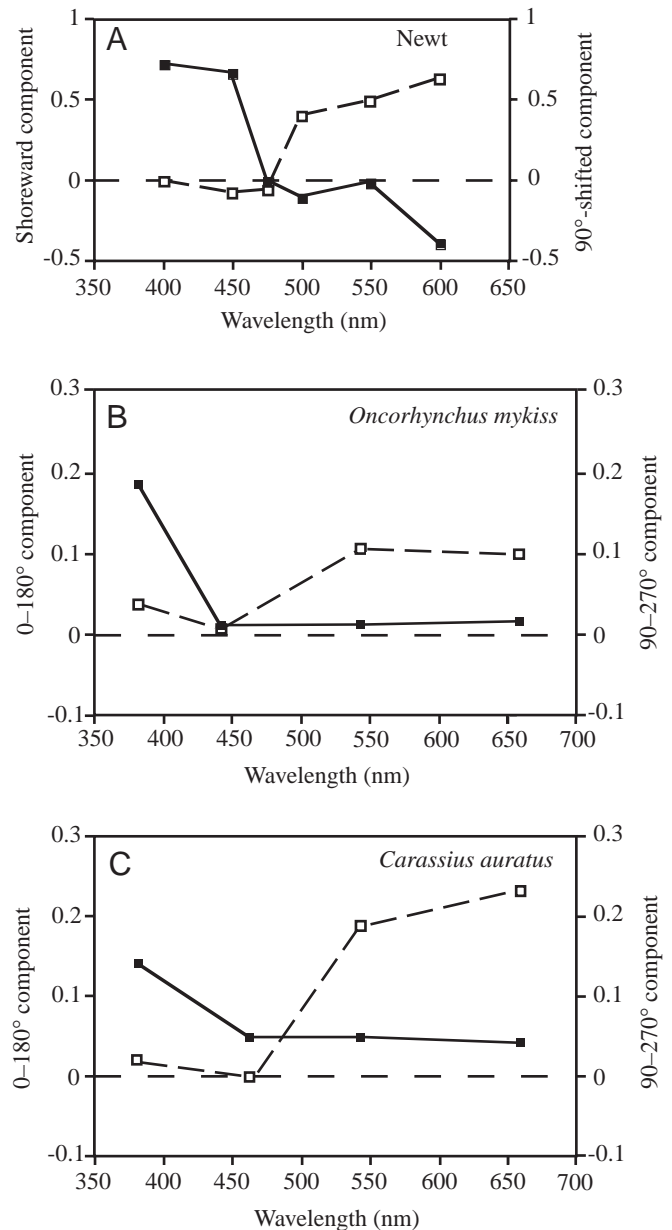 A
Newt
1
0.5
0
-0.5
1
0.5
0
-0.5
Shoreward component
90°-shifted component
350 400 450 500 550 600 650
Wavelength (nm)
B
Oncorhynchus mykiss
0.3
0.2
0.1
0
-0.1
0.3
0.2
0.1
0
-0.1
0–180° component
90–270° component
350 400 450 500 550 600 650 700
Wavelength (nm)
C
Carassius auratus
0.3
0.2
0.1
0
-0.1
0.3
0.2
0.1
0
-0.1
0–180° component
90–270° component
350 400 450 500 550 600 650 700
Wavelength (nm)